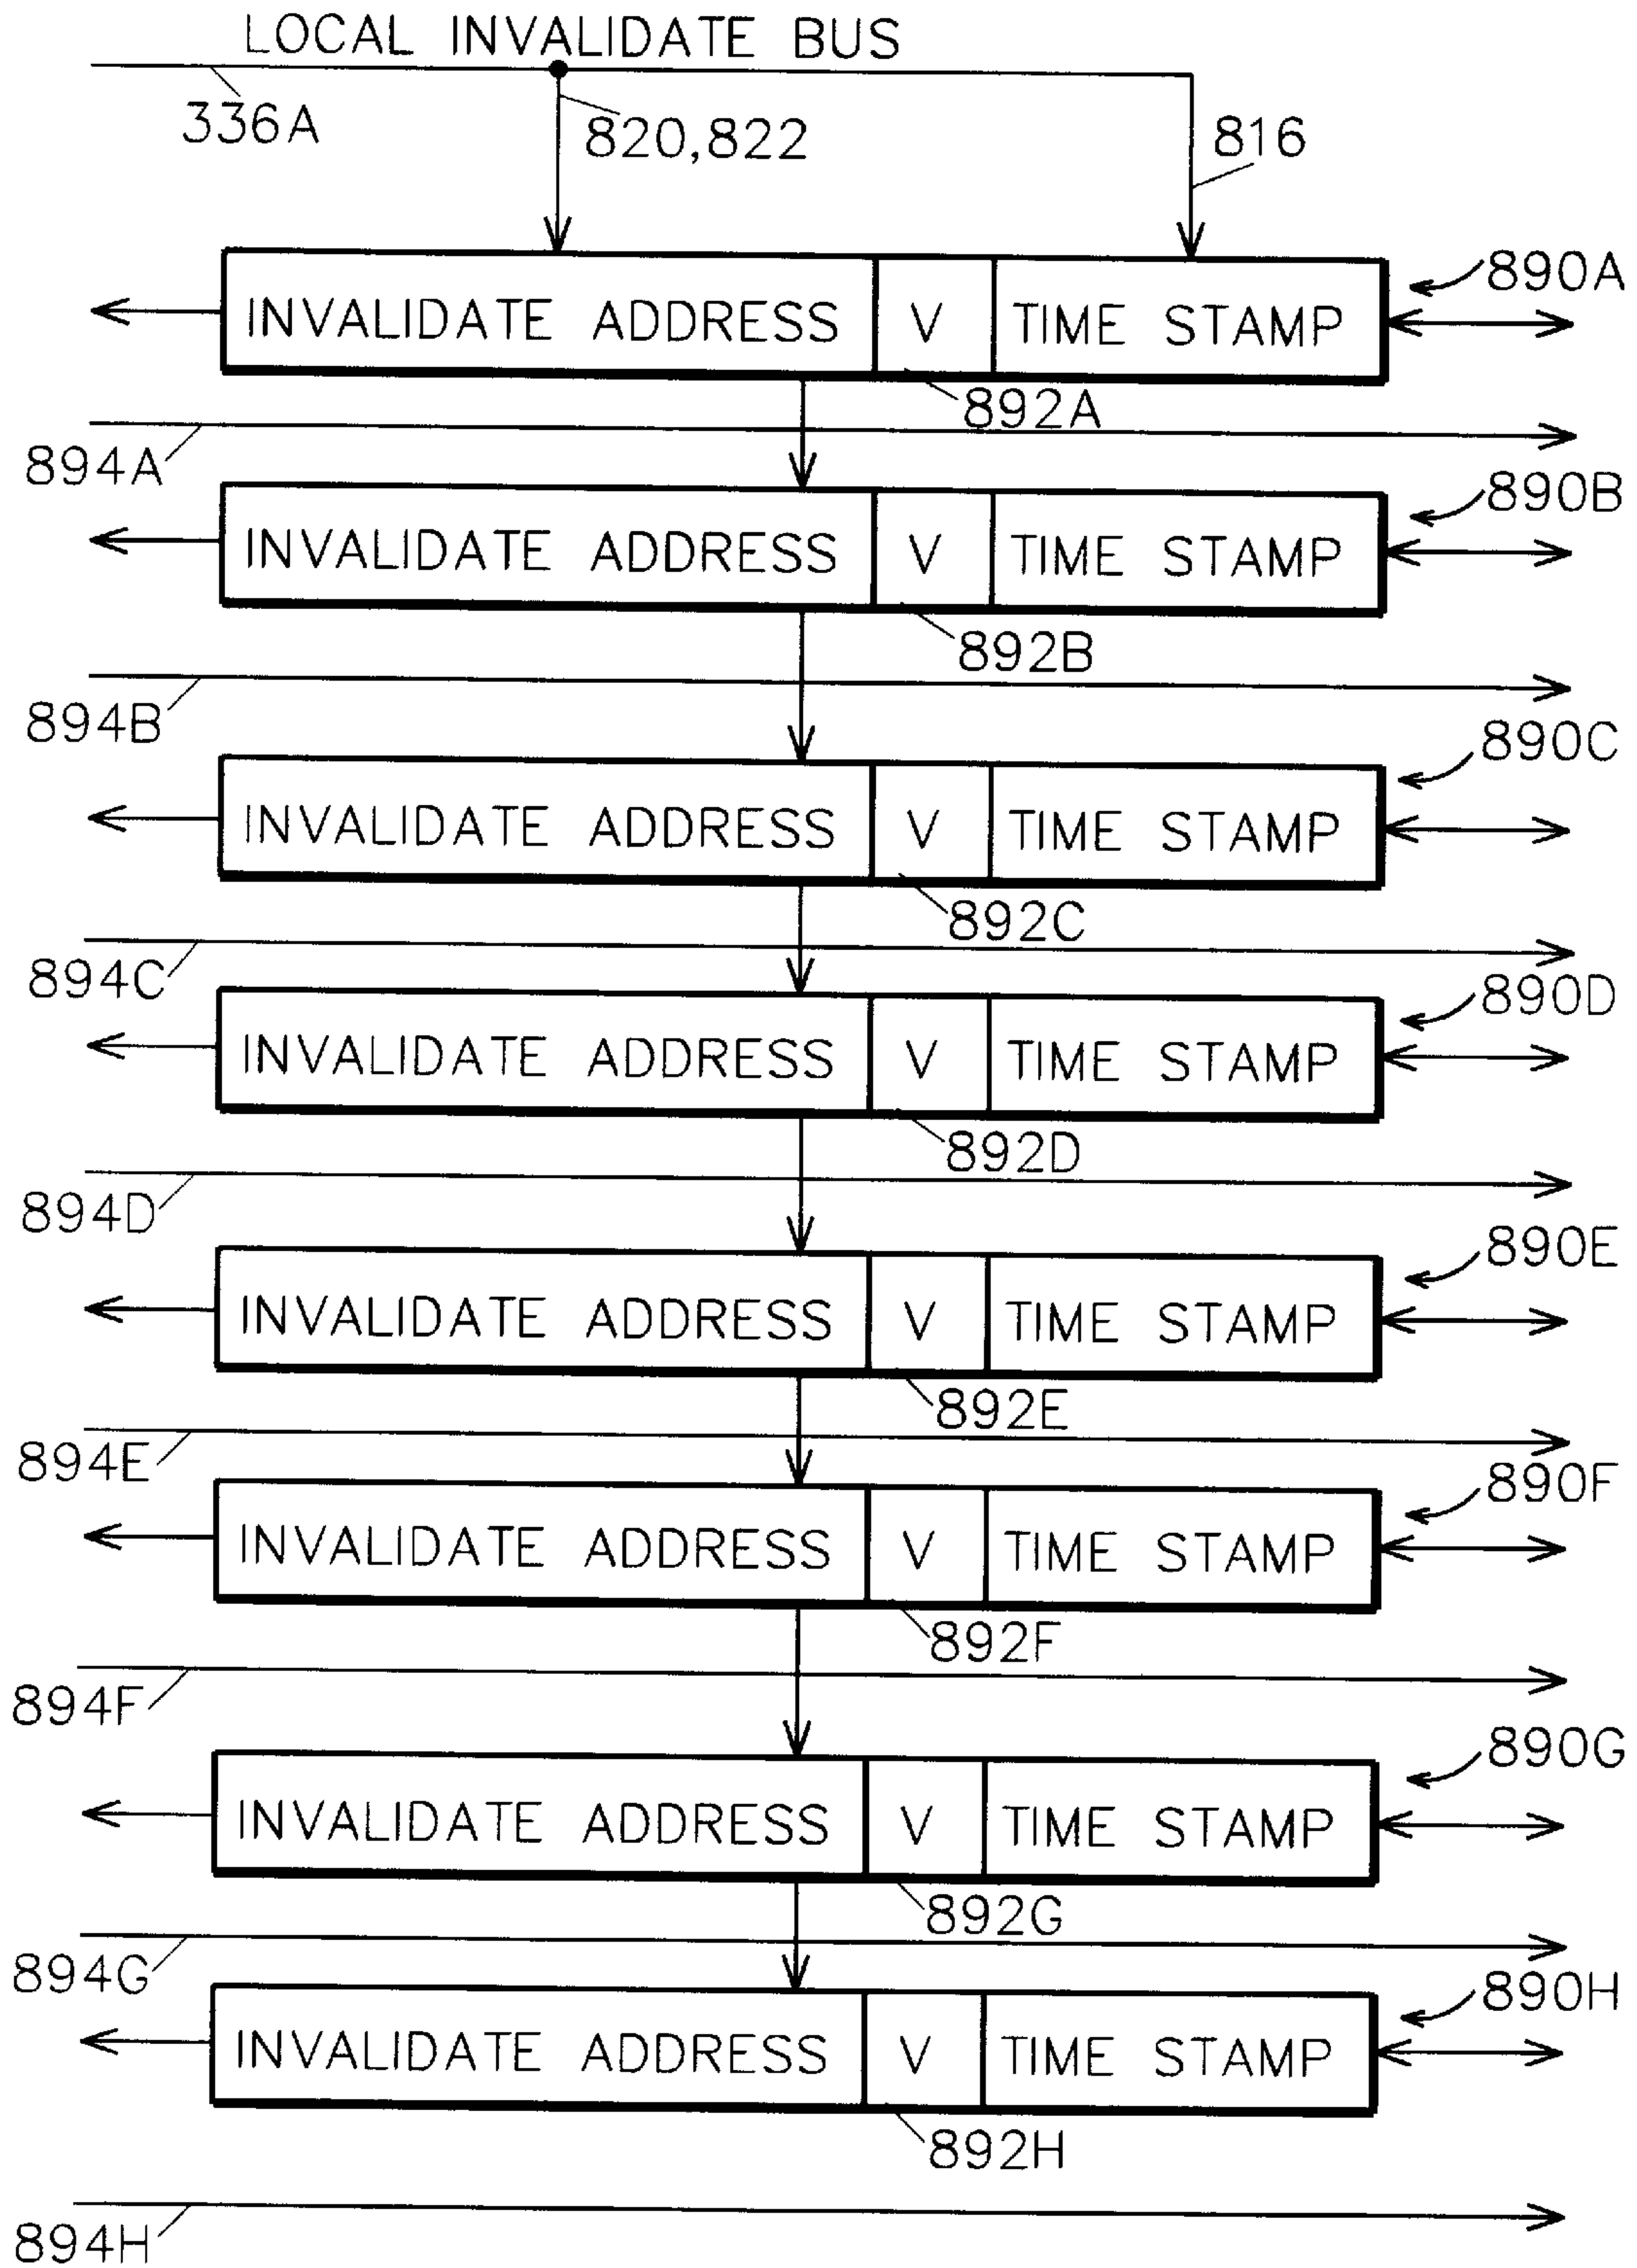 LOCAL INVALIDATE BUS
336A
820,822
816
890A
INVALIDATE ADDRESS V TIME STAMP
892A
894A
890B
INVALIDATE ADDRESS V TIME STAMP
892B
894B
890C
INVALIDATE ADDRESS V TIME STAMP
892C
894C
890D
INVALIDATE ADDRESS V TIME STAMP
892D
894D
890E
INVALIDATE ADDRESS V TIME STAMP
892E
894E
890F
INVALIDATE ADDRESS V TIME STAMP
892F
894F
890G
INVALIDATE ADDRESS V TIME STAMP
892G
894G
890H
INVALIDATE ADDRESS V TIME STAMP
892H
894H